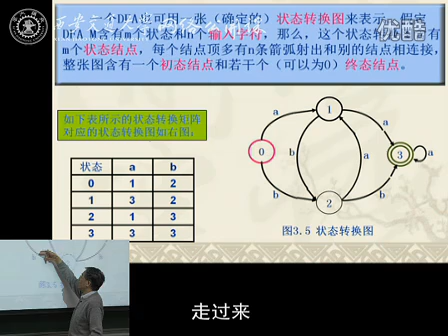 一个DFA还可用一张(确定的)状态转换图来表示。假定
DFA M含有m个状态和n个输入字符,那么,这个状态转换图含有
m个状态结点,每个结点顶多有n条箭弧射出和别的结点相连接,
整张图含有一个初态结点和若干个(可以为0)终态结点。
优酷
如下表所示的状态转换矩阵
对应的状态转换图如右图:
状态 a b
0 1 2
1 3 2
2 1 3
3 3 3
a
1
a
0
b
a
3
a
b
2
b
图3.5 状态转换图
走过来